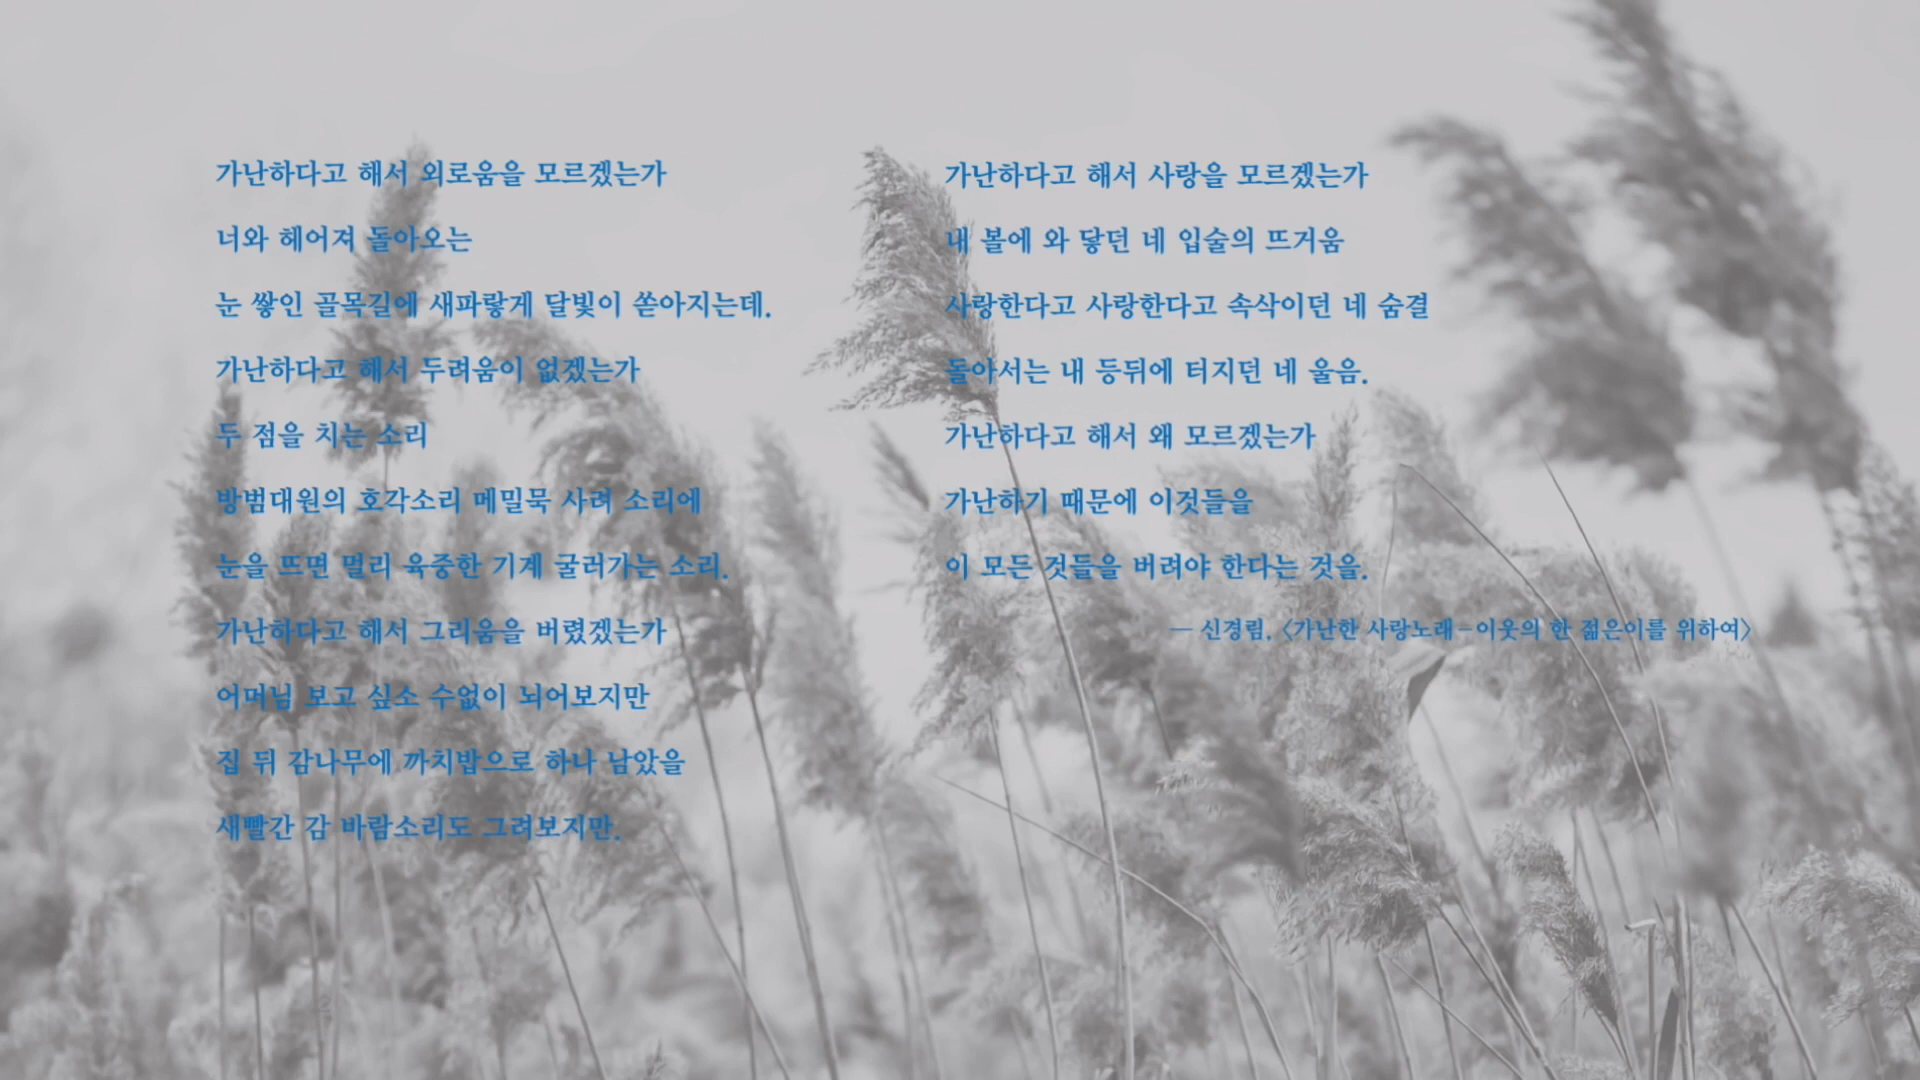 가난하다고 해서 외로움을 모르겠는가
너와 헤어져 돌아오는
눈 쌓인 골목길에 새파랗게 달빛이 쏟아지는데.
가난하다고 해서 두려움이 없겠는가
두 점을 치는 소리
방범대원의 호각소리 메밀묵 사려 소리에
눈을 뜨면 멀리 육중한 기계 굴러가는 소리.
가난하다고 해서 그리움을 버렸겠는가
어머님 보고 싶소 수없이 뇌어보지만
집 뒤 감나무에 까치밥으로 하나 남았을
새빨간 감 바람소리도 그려보지만.
가난하다고 해서 사랑을 모르겠는가
내 볼에 와 닿던 네 입술의 뜨거움
사랑한다고 사랑한다고 속삭이던 네 숨결
돌아서는 내 등뒤에 터지던 네 울음.
가난하다고 해서 왜 모르겠는가
가난하기 때문에 이것들을
이 모든 것들을 버려야 한다는 것을.
— 신경림, 〈가난한 사랑노래-이웃의 한 젊은이를 위하여〉